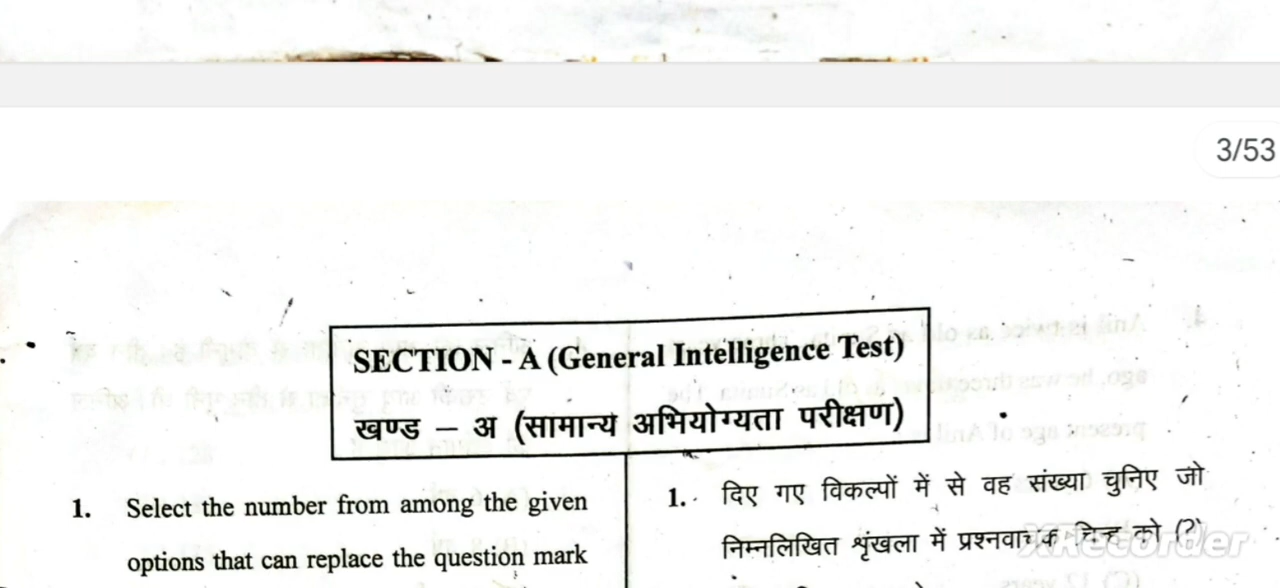 3/53
SECTION - A (General Intelligence Test)
खण्ड – अ (सामान्य अभियोग्यता परीक्षण)
1. Select the number from among the given
options that can replace the question mark
1. दिए गए विकल्पों में से वह संख्या चुनिए जो
निम्नलिखित श्रृंखला में प्रश्नवाचक चिन्ह को (?)
XRecorder